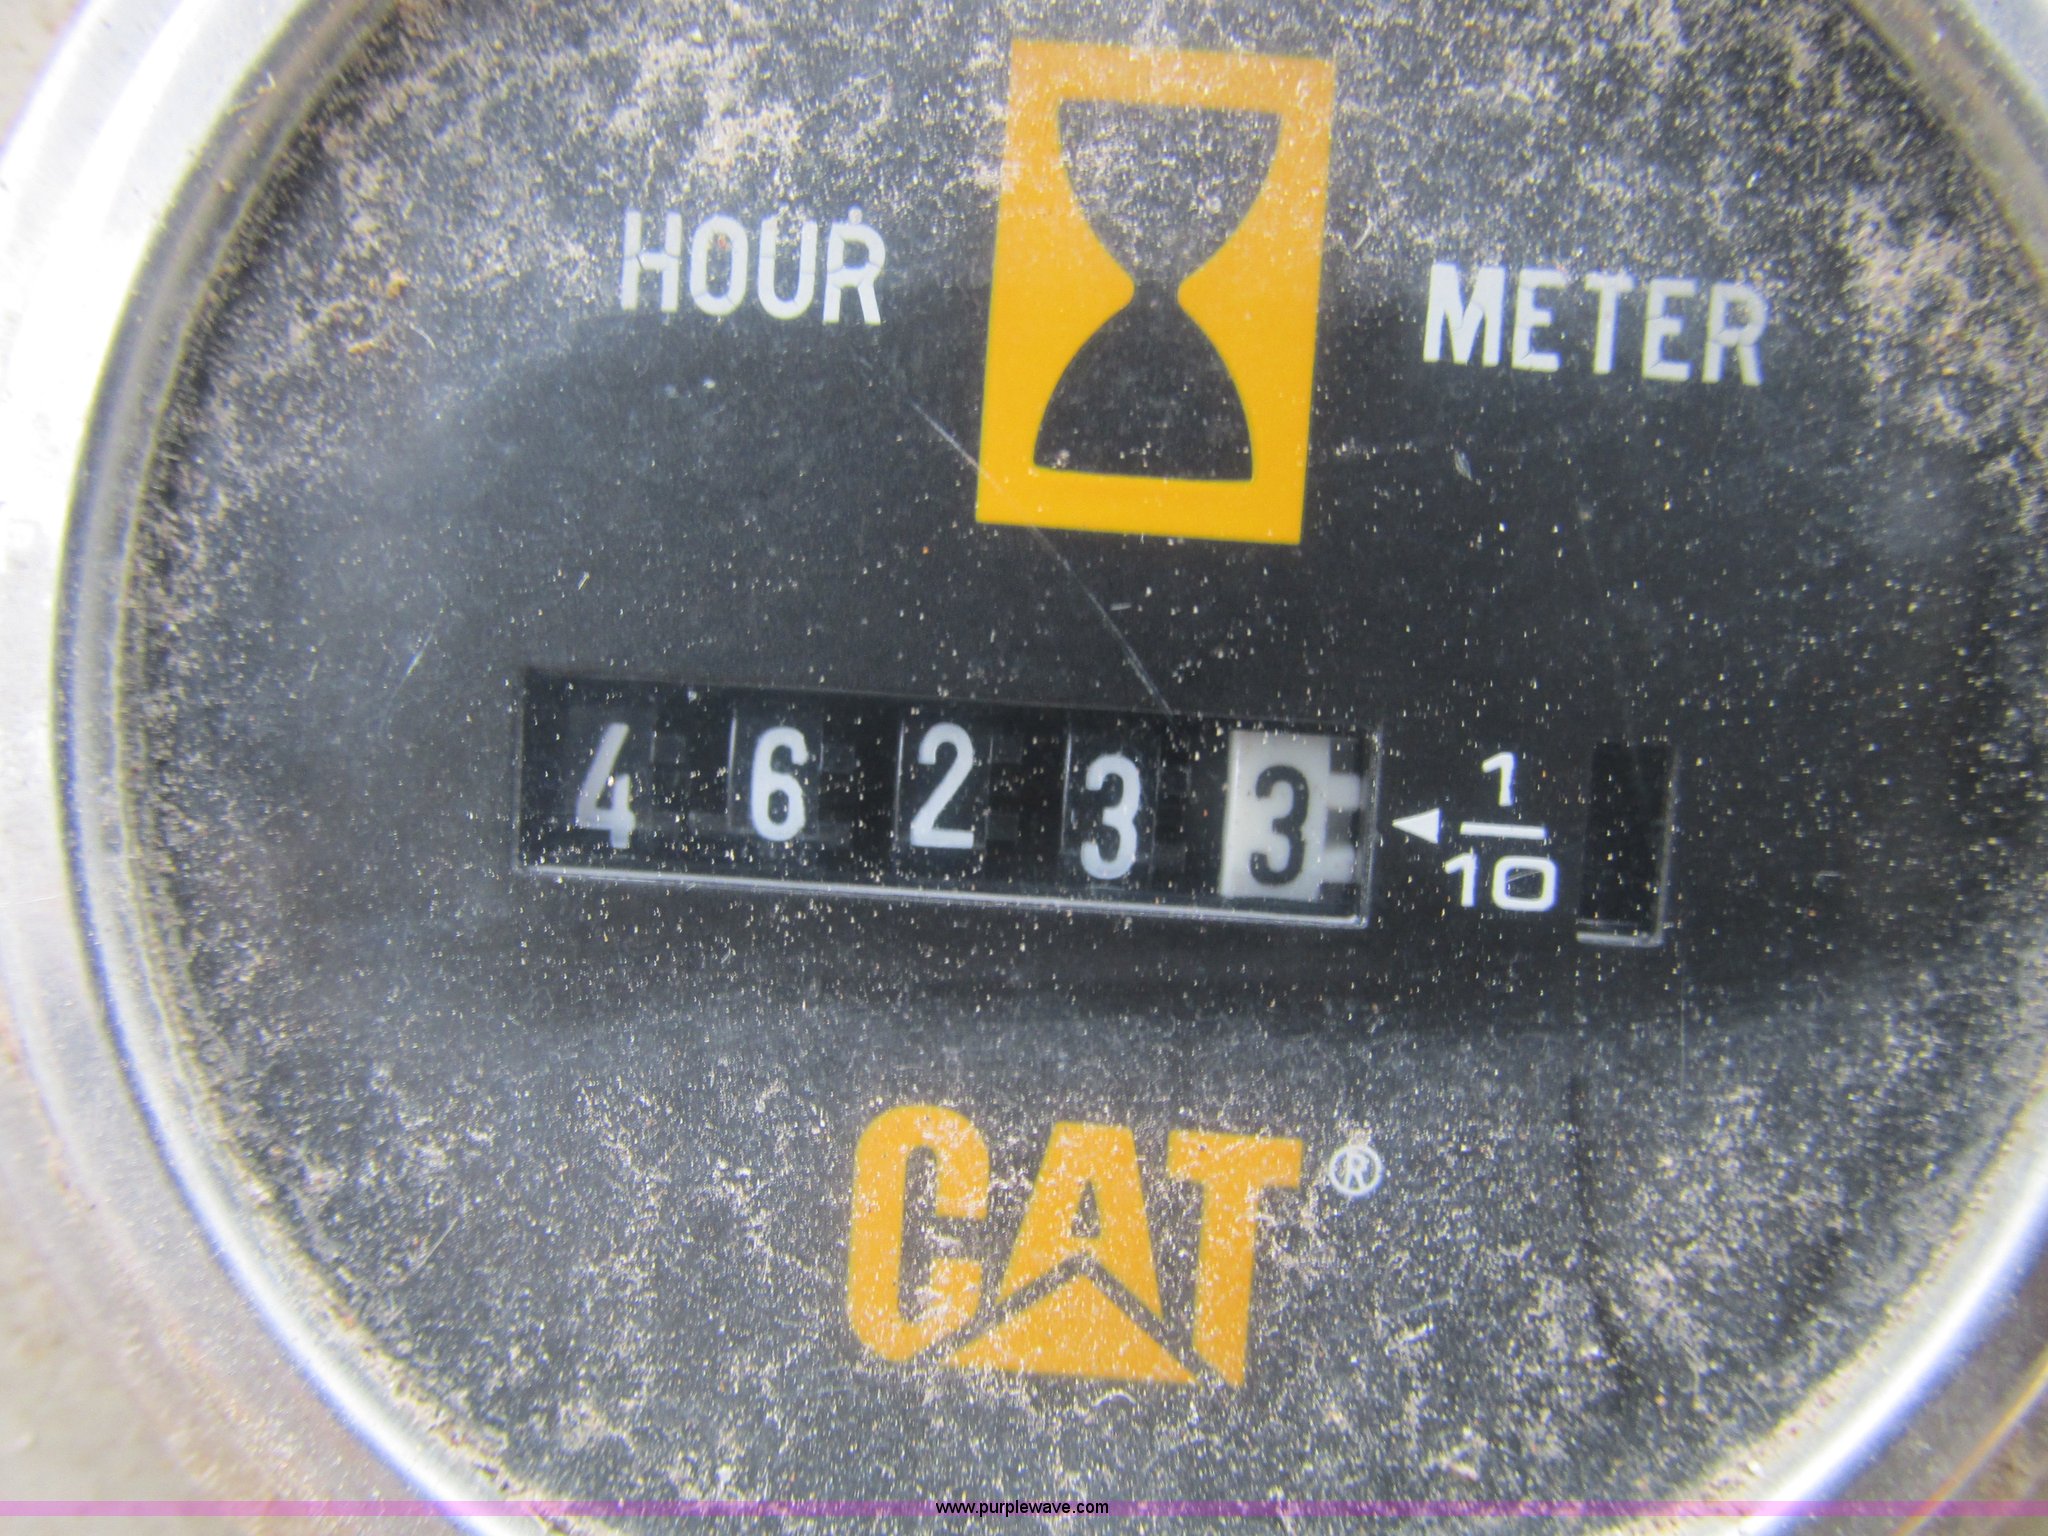 HOUR METER
46233 ◄ 1/10
CAT®
www.purplewave.com